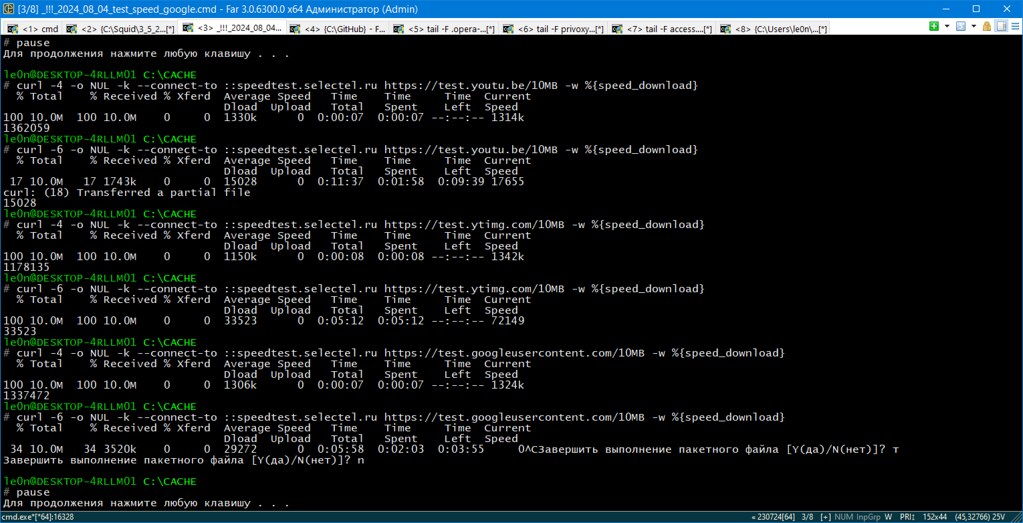 [3/8] _!!!_2024_08_04_test_speed_google.cmd - Far 3.0.6300.0 x64 Администратор (Admin)
<1> cmd <2> {C:\Squid\3_5_2...[*] <3> _!!!_2024_08_04... <4> {C:\GitHub} - F... <5> tail -F .opera-...[*] <6> tail -F privoxy...[*] <7> tail -F access....[*] <8> {C:\Users\le0n\...[*]
# pause
Для продолжения нажмите любую клавишу . . .
le0n@DESKTOP-4RLLM01 C:\CACHE
# curl -4 -o NUL -k --connect-to ::speedtest.selectel.ru https://test.youtu.be/10MB -w %{speed_download}
% Total % Received % Xferd Average Speed Time Time Time Current
Dload Upload Total Spent Left Speed
100 10.0M 100 10.0M 0 0 1330k 0 0:00:07 0:00:07 --:--:-- 1314k
1362059
le0n@DESKTOP-4RLLM01 C:\CACHE
# curl -6 -o NUL -k --connect-to ::speedtest.selectel.ru https://test.youtu.be/10MB -w %{speed_download}
% Total % Received % Xferd Average Speed Time Time Time Current
Dload Upload Total Spent Left Speed
17 10.0M 17 1743k 0 0 15028 0 0:11:37 0:01:58 0:09:39 17655
curl: (18) Transferred a partial file
15028
le0n@DESKTOP-4RLLM01 C:\CACHE
# curl -4 -o NUL -k --connect-to ::speedtest.selectel.ru https://test.ytimg.com/10MB -w %{speed_download}
% Total % Received % Xferd Average Speed Time Time Time Current
Dload Upload Total Spent Left Speed
100 10.0M 100 10.0M 0 0 1150k 0 0:00:08 0:00:08 --:--:-- 1342k
1178135
le0n@DESKTOP-4RLLM01 C:\CACHE
# curl -6 -o NUL -k --connect-to ::speedtest.selectel.ru https://test.ytimg.com/10MB -w %{speed_download}
% Total % Received % Xferd Average Speed Time Time Time Current
Dload Upload Total Spent Left Speed
100 10.0M 100 10.0M 0 0 33523 0 0:05:12 0:05:12 --:--:-- 72149
33523
le0n@DESKTOP-4RLLM01 C:\CACHE
# curl -4 -o NUL -k --connect-to ::speedtest.selectel.ru https://test.googleusercontent.com/10MB -w %{speed_download}
% Total % Received % Xferd Average Speed Time Time Time Current
Dload Upload Total Spent Left Speed
100 10.0M 100 10.0M 0 0 1306k 0 0:00:07 0:00:07 --:--:-- 1324k
1337472
le0n@DESKTOP-4RLLM01 C:\CACHE
# curl -6 -o NUL -k --connect-to ::speedtest.selectel.ru https://test.googleusercontent.com/10MB -w %{speed_download}
% Total % Received % Xferd Average Speed Time Time Time Current
Dload Upload Total Spent Left Speed
34 10.0M 34 3520k 0 0 29272 0 0:05:58 0:02:03 0:03:55 0^CЗавершить выполнение пакетного файла [Y(да)/N(нет)]? т
Завершить выполнение пакетного файла [Y(да)/N(нет)]? n
le0n@DESKTOP-4RLLM01 C:\CACHE
# pause
Для продолжения нажмите любую клавишу . . .
cmd.exe*[*64]:16328 « 230724[64] 3/8 [+] NUM InpGrp W PRI↕ 152x44 (45,32766) 25V